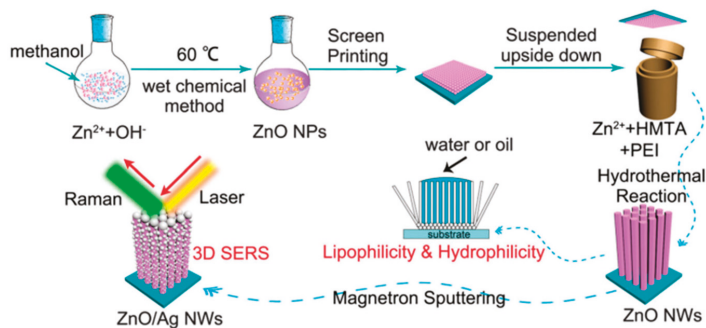 methanol
60 ℃
wet chemical
method
Zn²⁺+OH⁻
ZnO NPs
Screen
Printing
Suspended
upside down
Zn²⁺+HMTA
+PEI
Hydrothermal
Reaction
water or oil
substrate
Lipophilicity & Hydrophilicity
Raman
Laser
3D SERS
Magnetron Sputtering
ZnO/Ag NWs
ZnO NWs